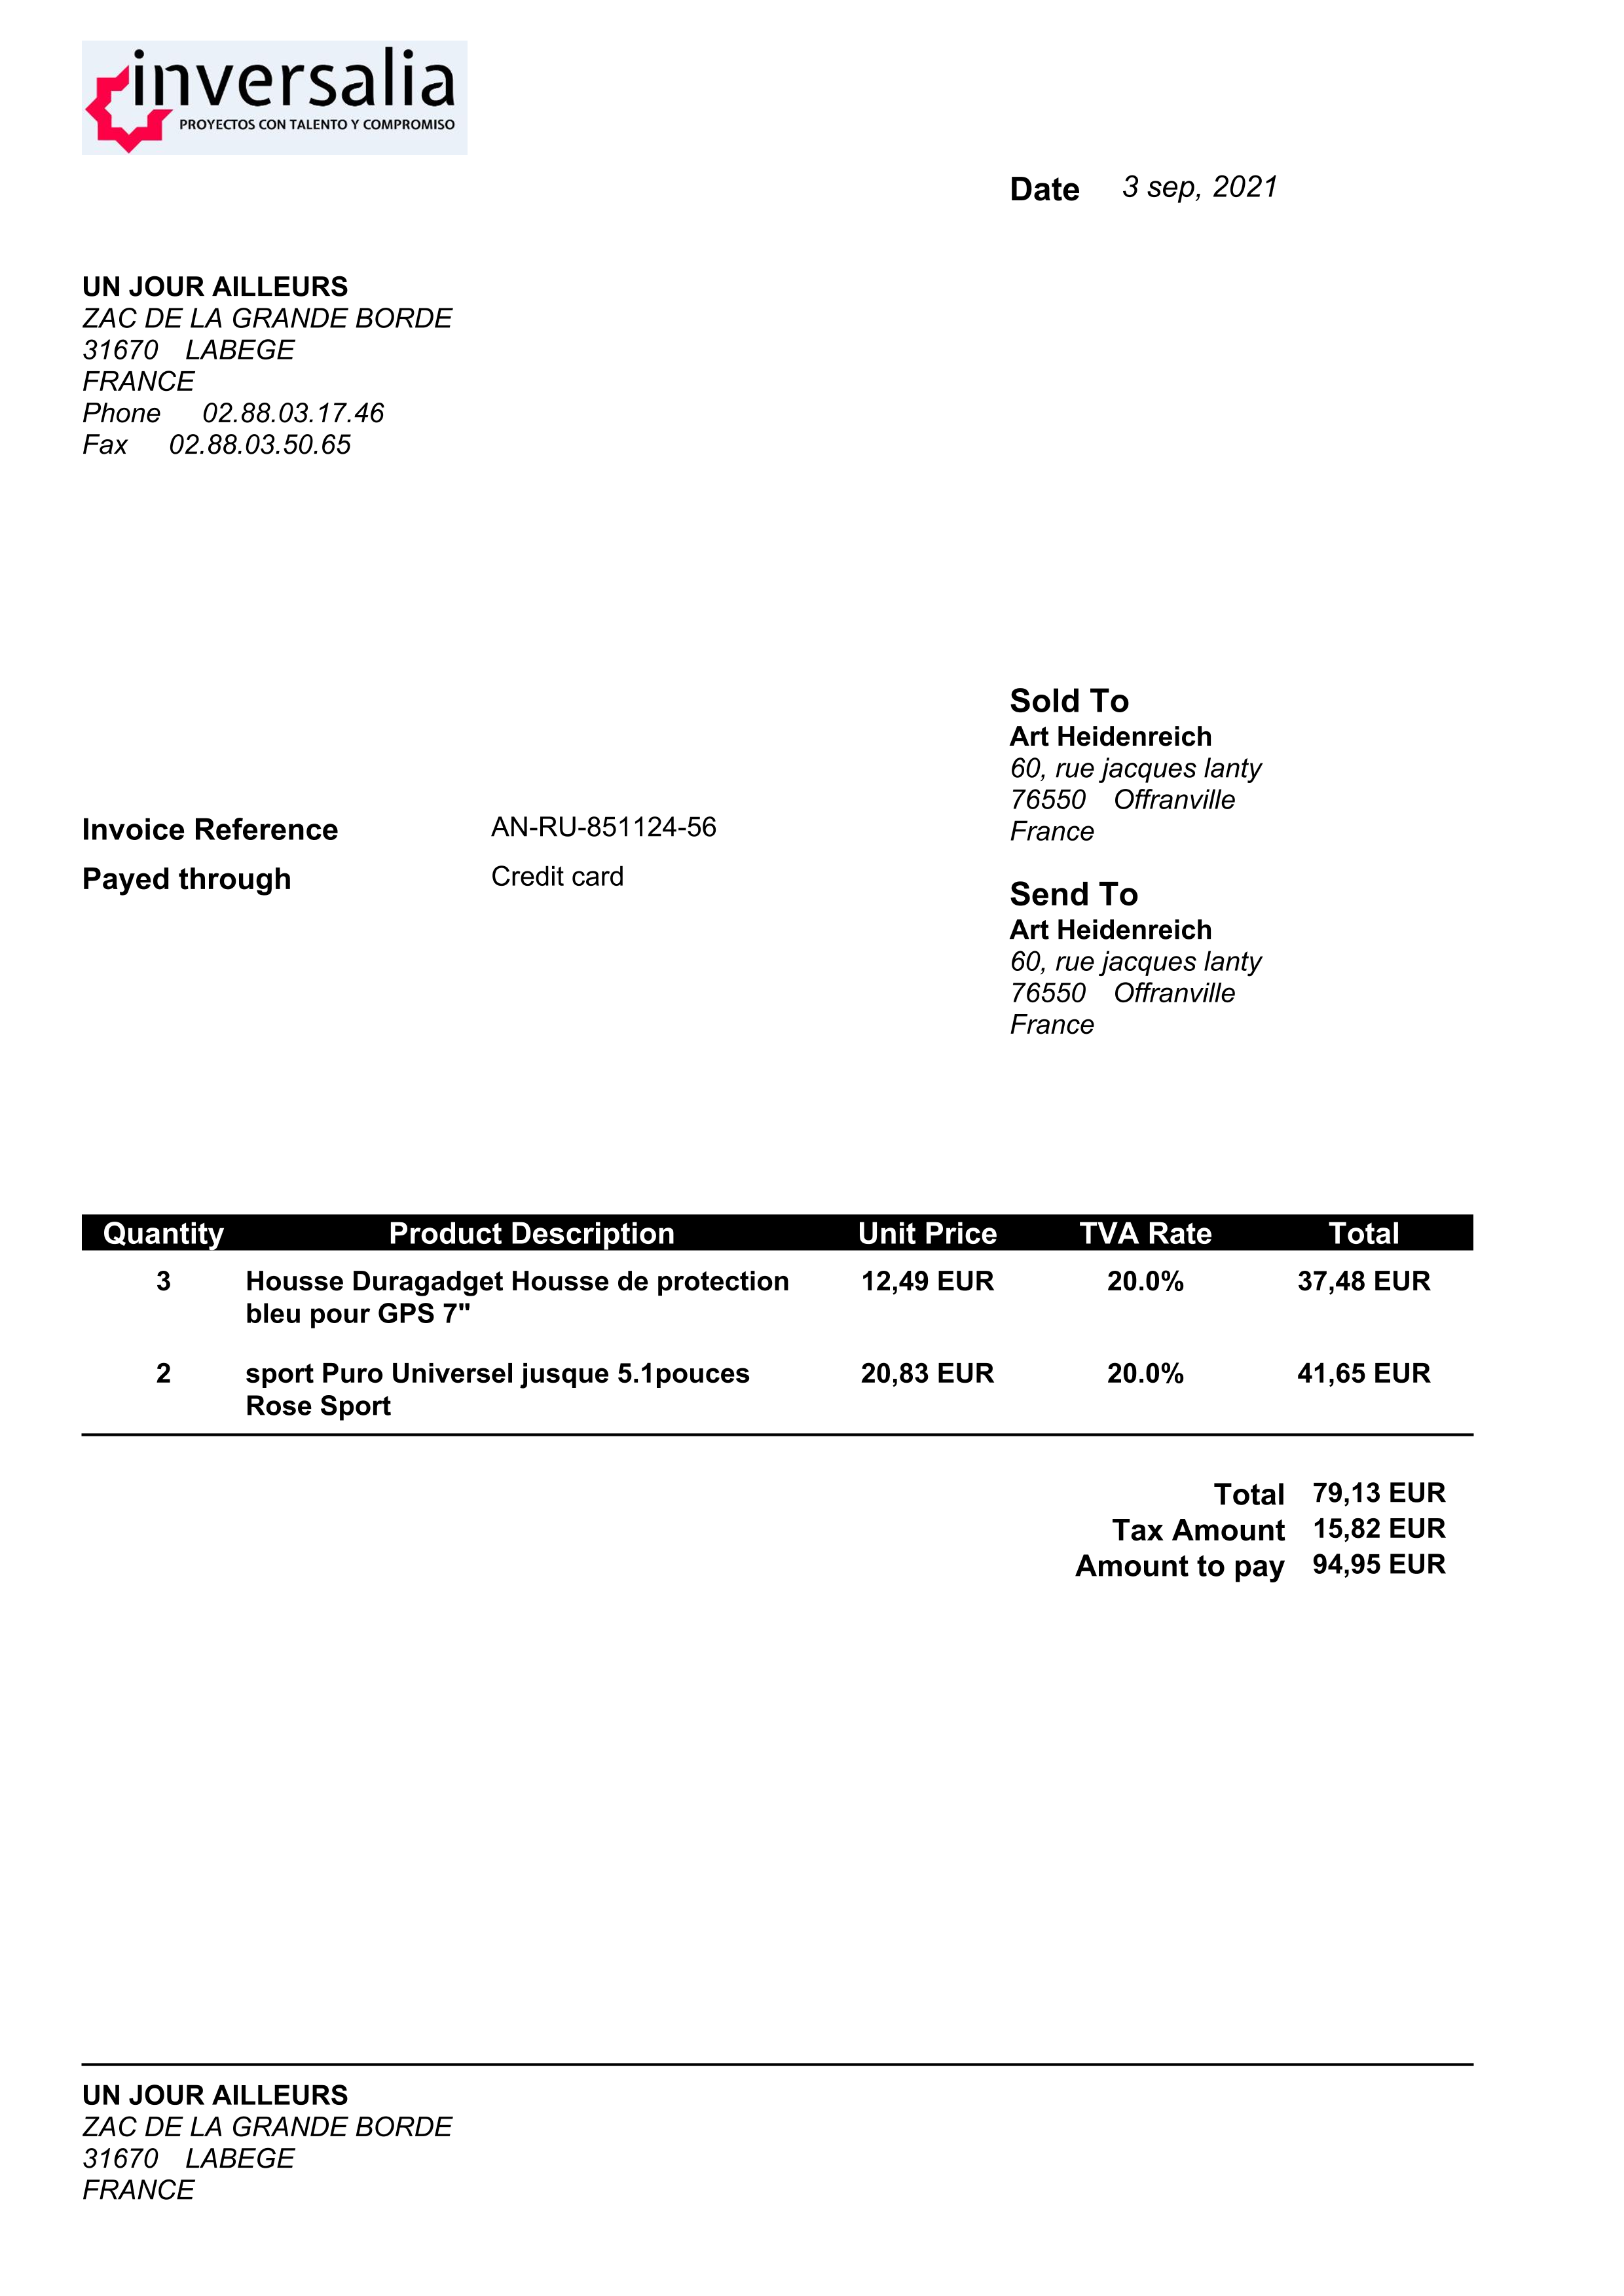 inversalia
PROYECTOS CON TALENTO Y COMPROMISO
Date 3 sep, 2021
UN JOUR AILLEURS
ZAC DE LA GRANDE BORDE
31670 LABEGE
FRANCE
Phone 02.88.03.17.46
Fax 02.88.03.50.65
Invoice Reference AN-RU-851124-56
Payed through Credit card
Sold To
Art Heidenreich
60, rue jacques lanty
76550 Offranville
France
Send To
Art Heidenreich
60, rue jacques lanty
76550 Offranville
France
Quantity Product Description Unit Price TVA Rate Total
3 Housse Duragadget Housse de protection 12,49 EUR 20.0% 37,48 EUR
bleu pour GPS 7"
2 sport Puro Universel jusque 5.1pouces 20,83 EUR 20.0% 41,65 EUR
Rose Sport
Total 79,13 EUR
Tax Amount 15,82 EUR
Amount to pay 94,95 EUR
UN JOUR AILLEURS
ZAC DE LA GRANDE BORDE
31670 LABEGE
FRANCE